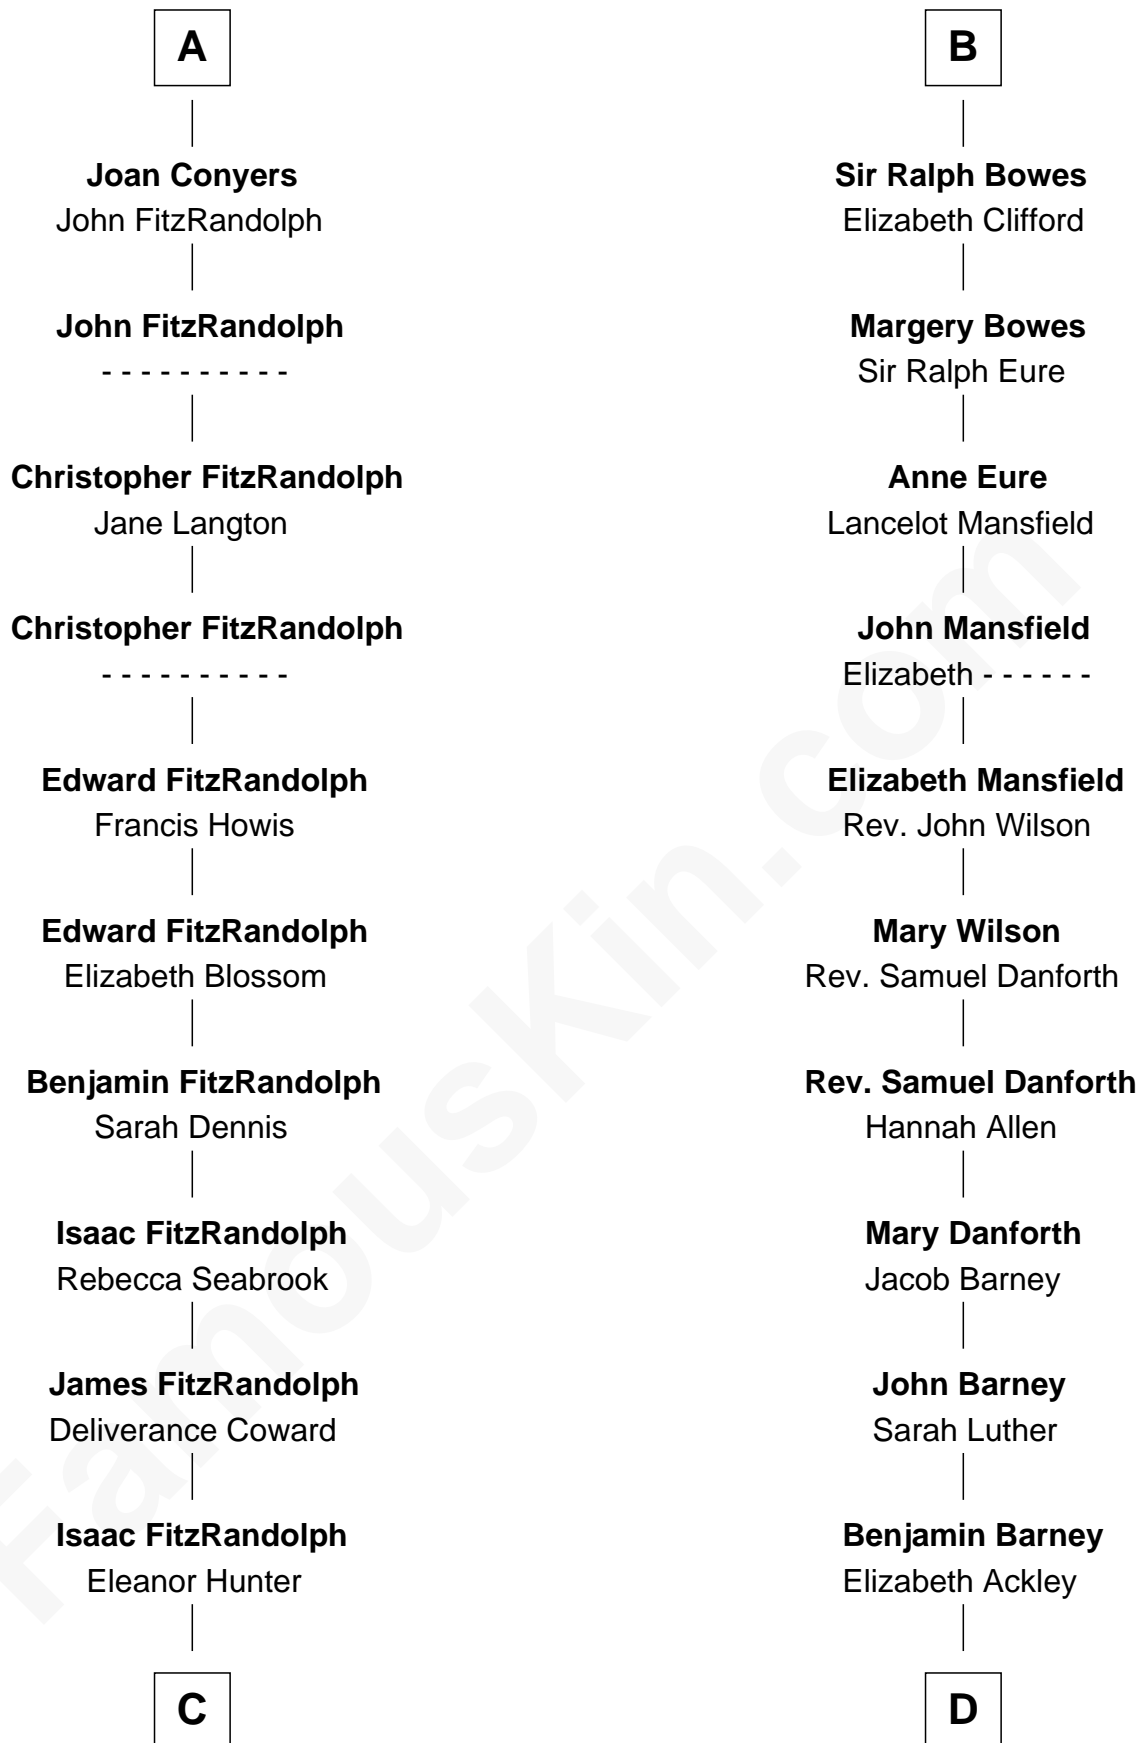 A
Joan Conyers
John FitzRandolph
John FitzRandolph
- - - - - - - - - -
Christopher FitzRandolph
Jane Langton
Christopher FitzRandolph
- - - - - - - - - -
Edward FitzRandolph
Francis Howis
Edward FitzRandolph
Elizabeth Blossom
Benjamin FitzRandolph
Sarah Dennis
Isaac FitzRandolph
Rebecca Seabrook
James FitzRandolph
Deliverance Coward
Isaac FitzRandolph
Eleanor Hunter
C
B
Sir Ralph Bowes
Elizabeth Clifford
Margery Bowes
Sir Ralph Eure
Anne Eure
Lancelot Mansfield
John Mansfield
Elizabeth - - - - - -
Elizabeth Mansfield
Rev. John Wilson
Mary Wilson
Rev. Samuel Danforth
Rev. Samuel Danforth
Hannah Allen
Mary Danforth
Jacob Barney
John Barney
Sarah Luther
Benjamin Barney
Elizabeth Ackley
D
FamousKin.com